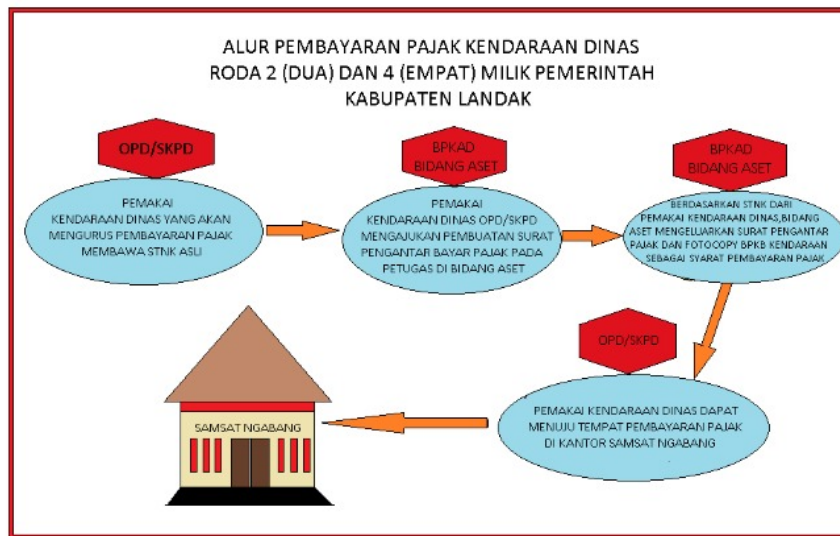 ALUR PEMBAYARAN PAJAK KENDARAAN DINAS
RODA 2 (DUA) DAN 4 (EMPAT) MILIK PEMERINTAH
KABUPATEN LANDAK
OPD/SKPD
PEMAKAI
KENDARAAN DINAS YANG AKAN
MENGURUS PEMBAYARAN PAJAK
MEMBAWA STNK ASLI
BPKAD
BIDANG ASET
PEMAKAI
KENDARAAN DINAS OPD/SKPD
MENGAJUKAN PEMBUATAN SURAT
PENGANTAR BAYAR PAJAK PADA
PETUGAS DI BIDANG ASET
BPKAD
BIDANG ASET
BERDASARKAN STNK DARI
PEMAKAI KENDARAAN DINAS,BIDANG
ASET MENGELUARKAN SURAT PENGANTAR
PAJAK DAN FOTOCOPY BPKB KENDARAAN
SEBAGAI SYARAT PEMBAYARAN PAJAK
OPD/SKPD
PEMAKAI KENDARAAN DINAS DAPAT
MENUJU TEMPAT PEMBAYARAN PAJAK
DI KANTOR SAMSAT NGABANG
SAMSAT NGABANG